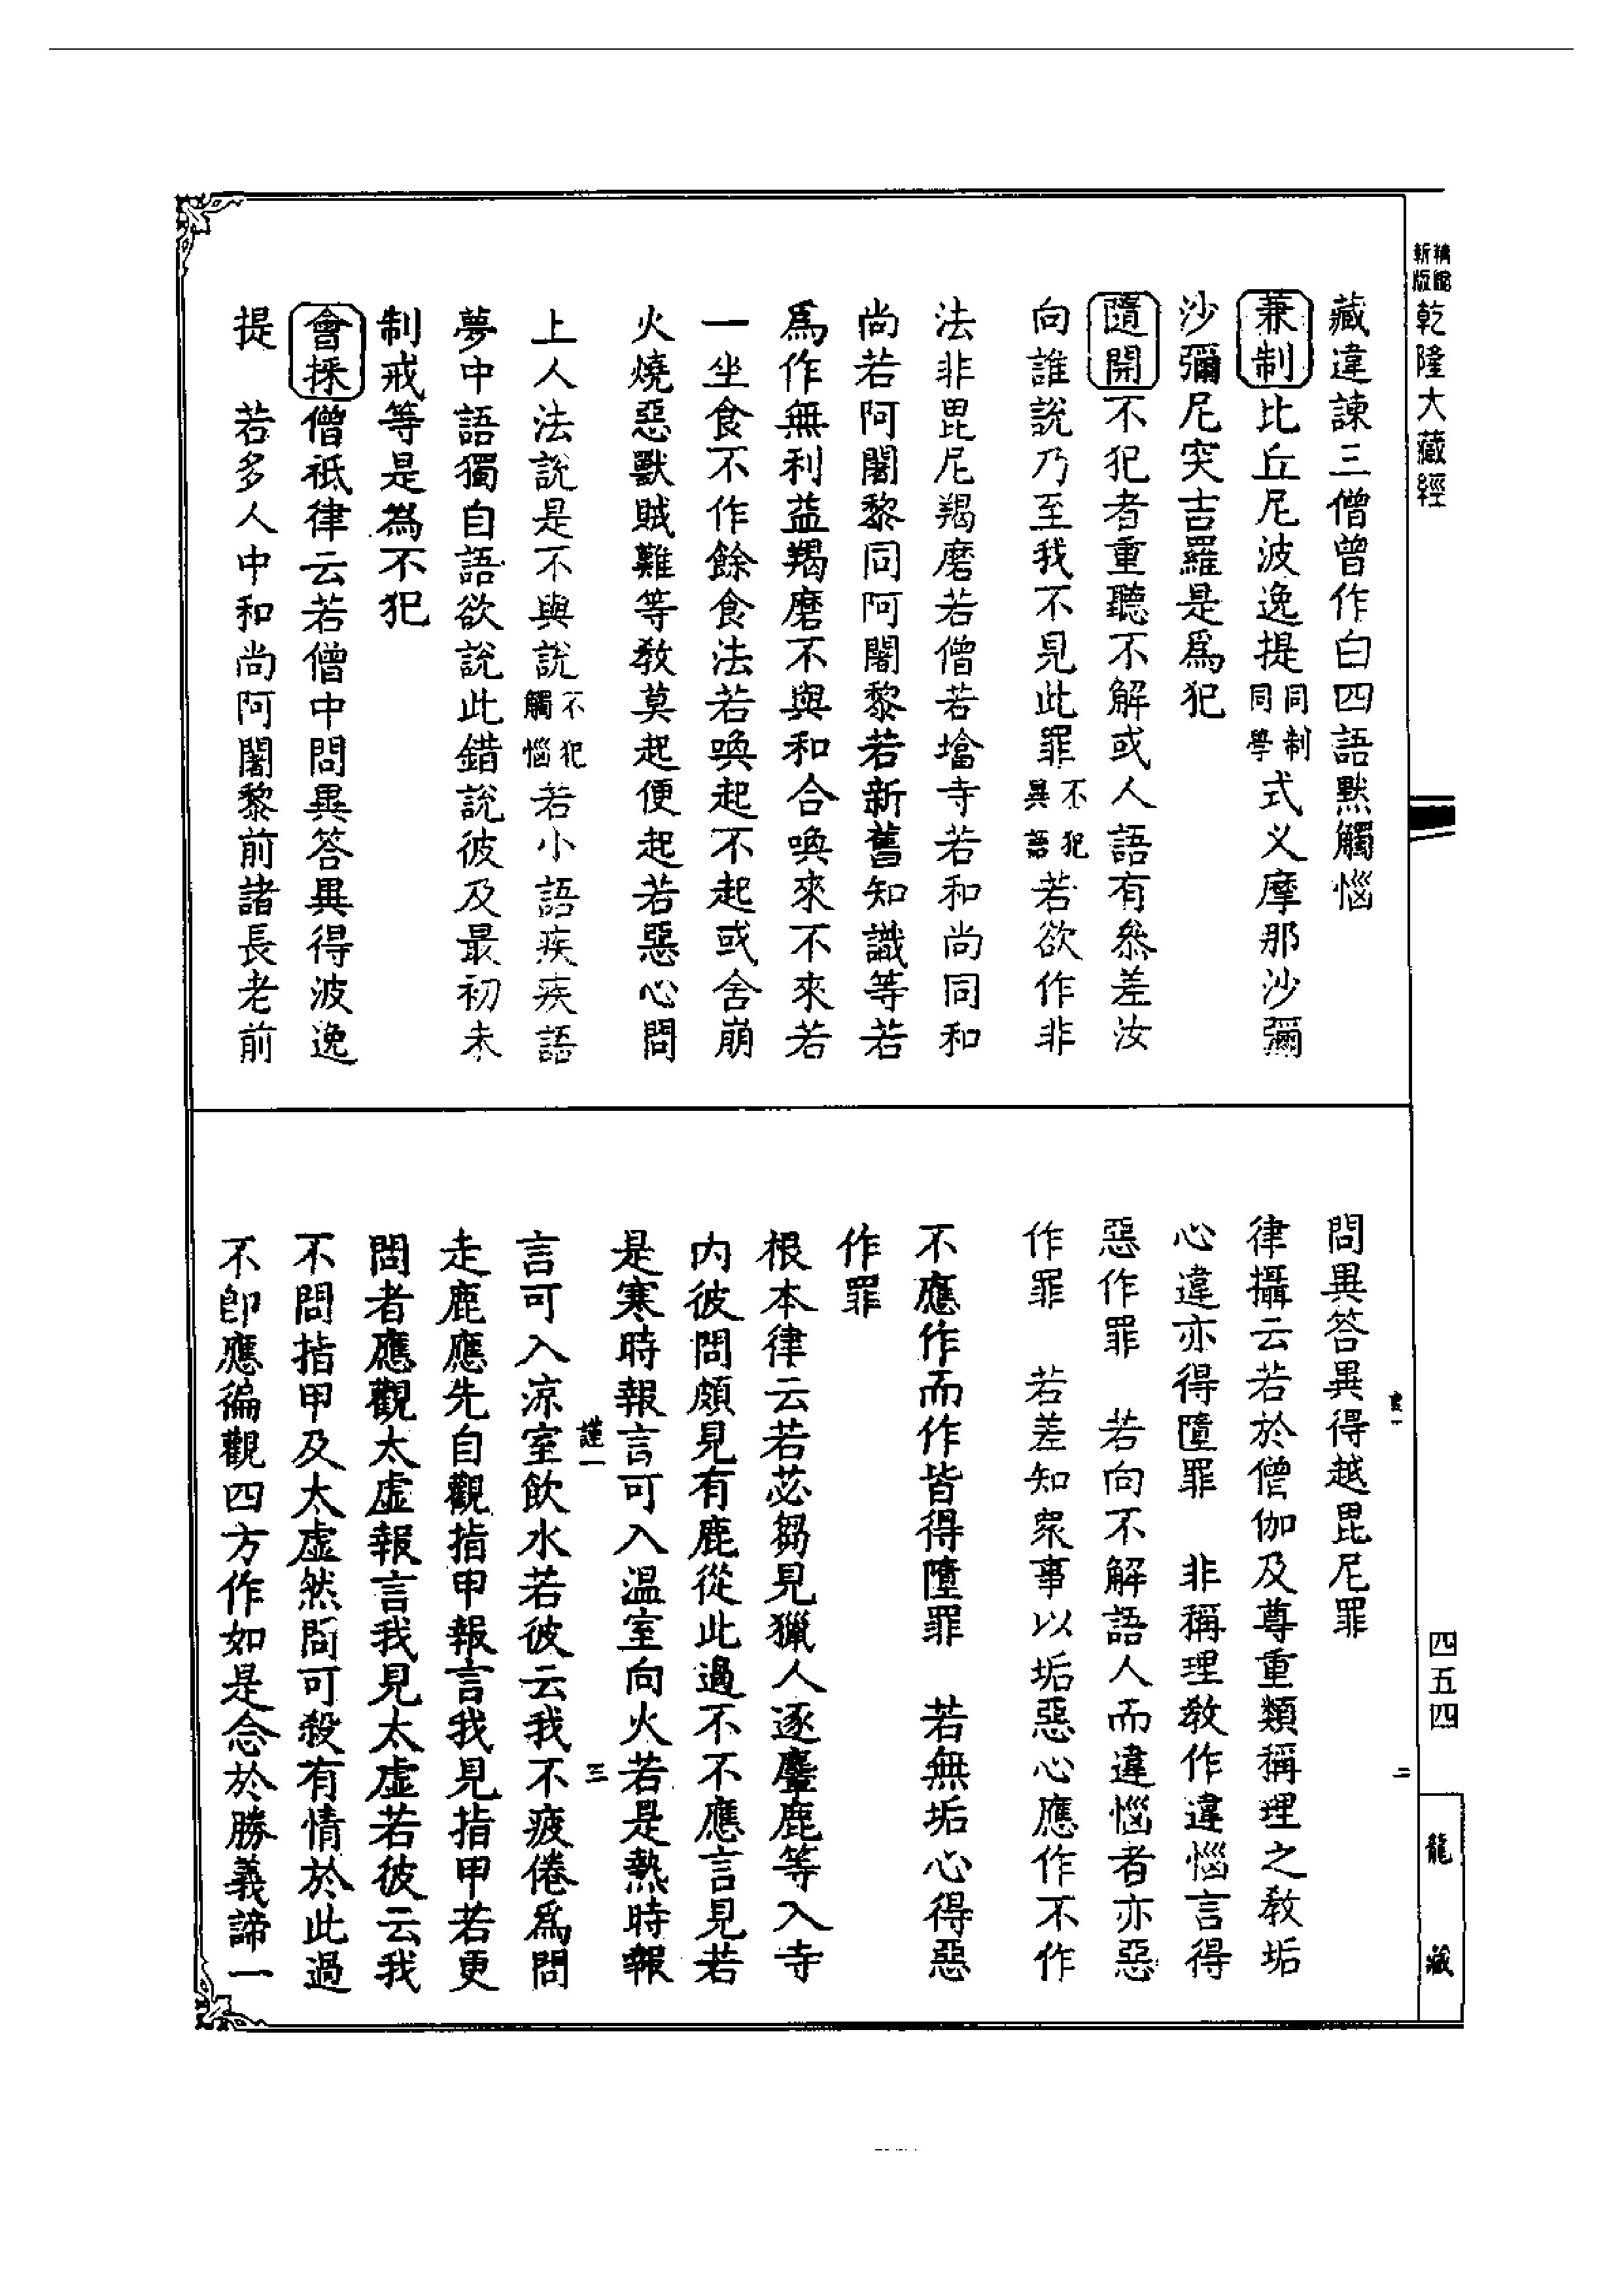 精縮新版
乾隆大藏經
藏違諫三僧曾作白四語默觸惱
兼制比丘尼波逸提同制同學式叉摩那沙彌
沙彌尼突吉羅是爲犯
隨開不犯者重聽不解或人語有叅差汝
向誰說乃至我不見此罪不犯異語若欲作非
法非毘尼羯磨若僧若墖寺若和尚同和
尚若阿闍黎同阿闍黎若新舊知識等若
爲作無利益羯磨不與和合喚來不來若
一坐食不作餘食法若喚起不起或舍崩
火燒惡獸賊難等教莫起便起若惡心問
上人法說是不與說不犯觸惱若小語疾疾語
夢中語獨自語欲說此錯說彼及最初未
制戒等是爲不犯
會採僧祇律云若僧中問異答異得波逸
提　若多人中和尚阿闍黎前諸長老前
問異答異得越毘尼罪
律攝云若於僧伽及尊重類稱理之教垢
心違亦得墮罪　非稱理教作違惱言得
惡作罪　若向不解語人而違惱者亦惡
作罪　若差知衆事以垢惡心應作不作
不應作而作皆得墮罪　若無垢心得惡
作罪
根本律云若苾芻見獵人逐麞鹿等入寺
内彼問頗見有鹿從此過不不應言見若
是寒時報言可入温室向火若是熱時報
謹一　三
言可入涼室飲水若彼云我不疲倦爲問
走鹿應先自觀指甲報言我見指甲若更
問者應觀太虛報言我見太虛若彼云我
不問指甲及太虛然問可殺有情於此過
不卽應徧觀四方作如是念於勝義諦一
四五四
龍藏